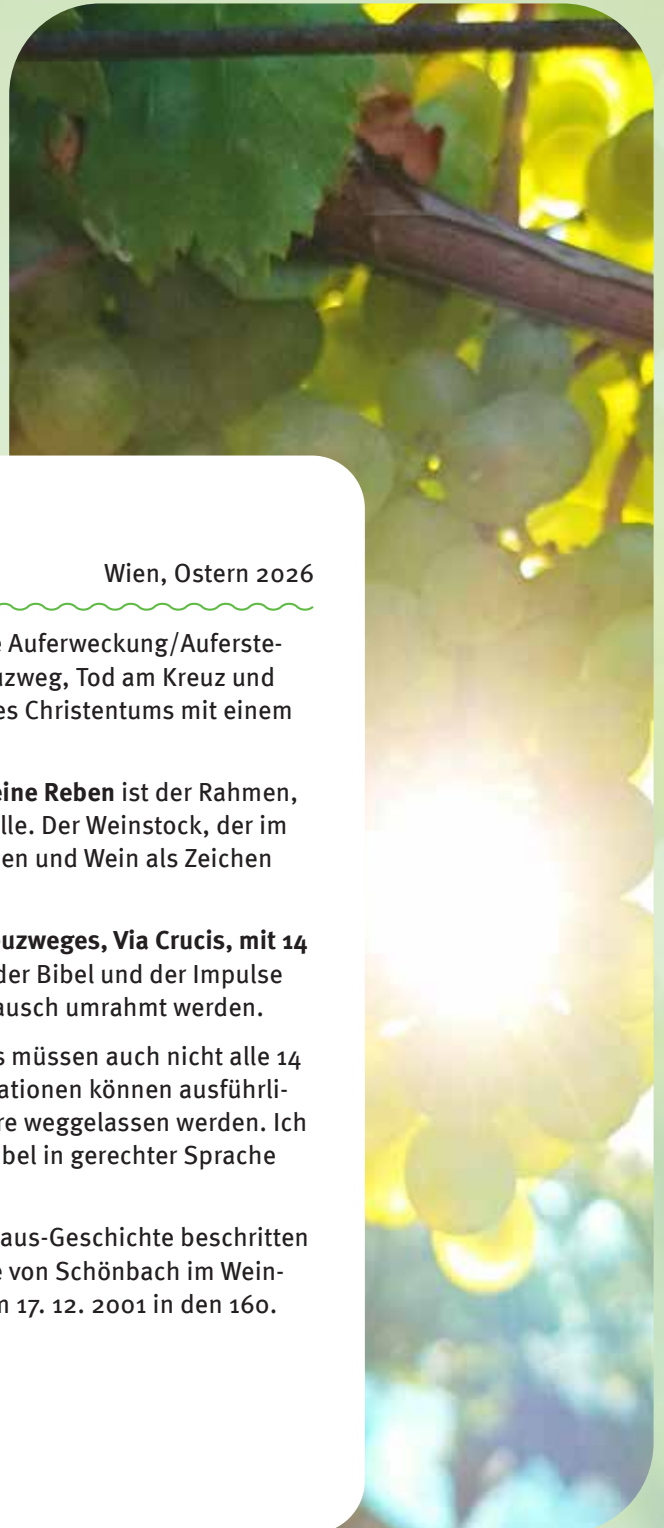 Wien, Ostern 2026
Auferweckung/Auferste-
uzweg, Tod am Kreuz und
es Christentums mit einem
eine Reben ist der Rahmen,
lle. Der Weinstock, der im
en und Wein als Zeichen
uzweges, Via Crucis, mit 14
der Bibel und der Impulse
ausch umrahmt werden.
s müssen auch nicht alle 14
ationen können ausführli-
re weggelassen werden. Ich
bel in gerechter Sprache
aus-Geschichte beschritten
e von Schönbach im Wein-
m 17. 12. 2001 in den 160.